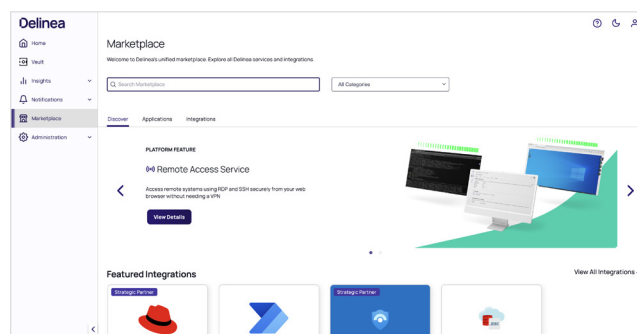 Delinea
Home
Vault
Insights
Notifications
Marketplace
Administration
Marketplace
Welcome to Delinea's unified marketplace. Explore all Delinea services and integrations.
Search Marketplace
All Categories
Discover Applications Integrations
PLATFORM FEATURE
Remote Access Service
Access remote systems using RDP and SSH securely from your web
browser without needing a VPN
View Details
Featured Integrations
View All Integrations
Strategic Partner
Strategic Partner